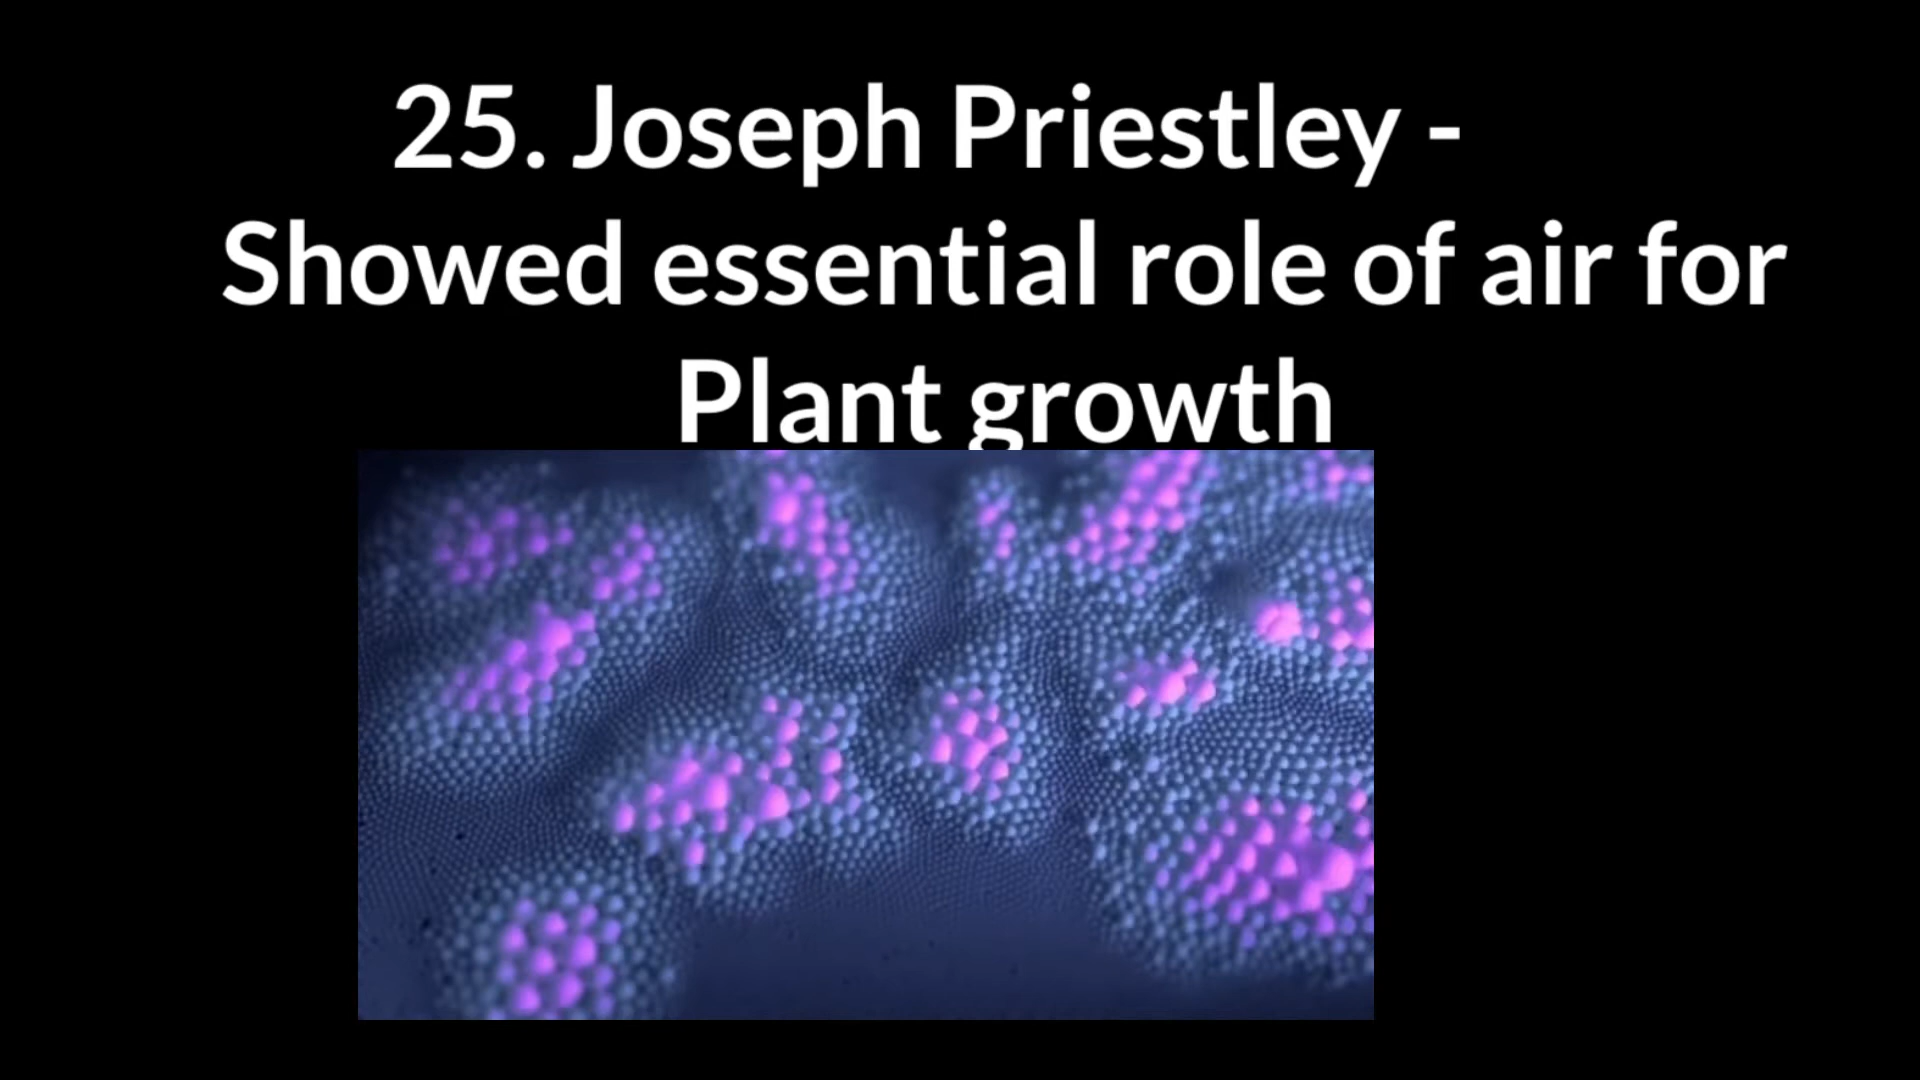 25. Joseph Priestley -
Showed essential role of air for
Plant growth